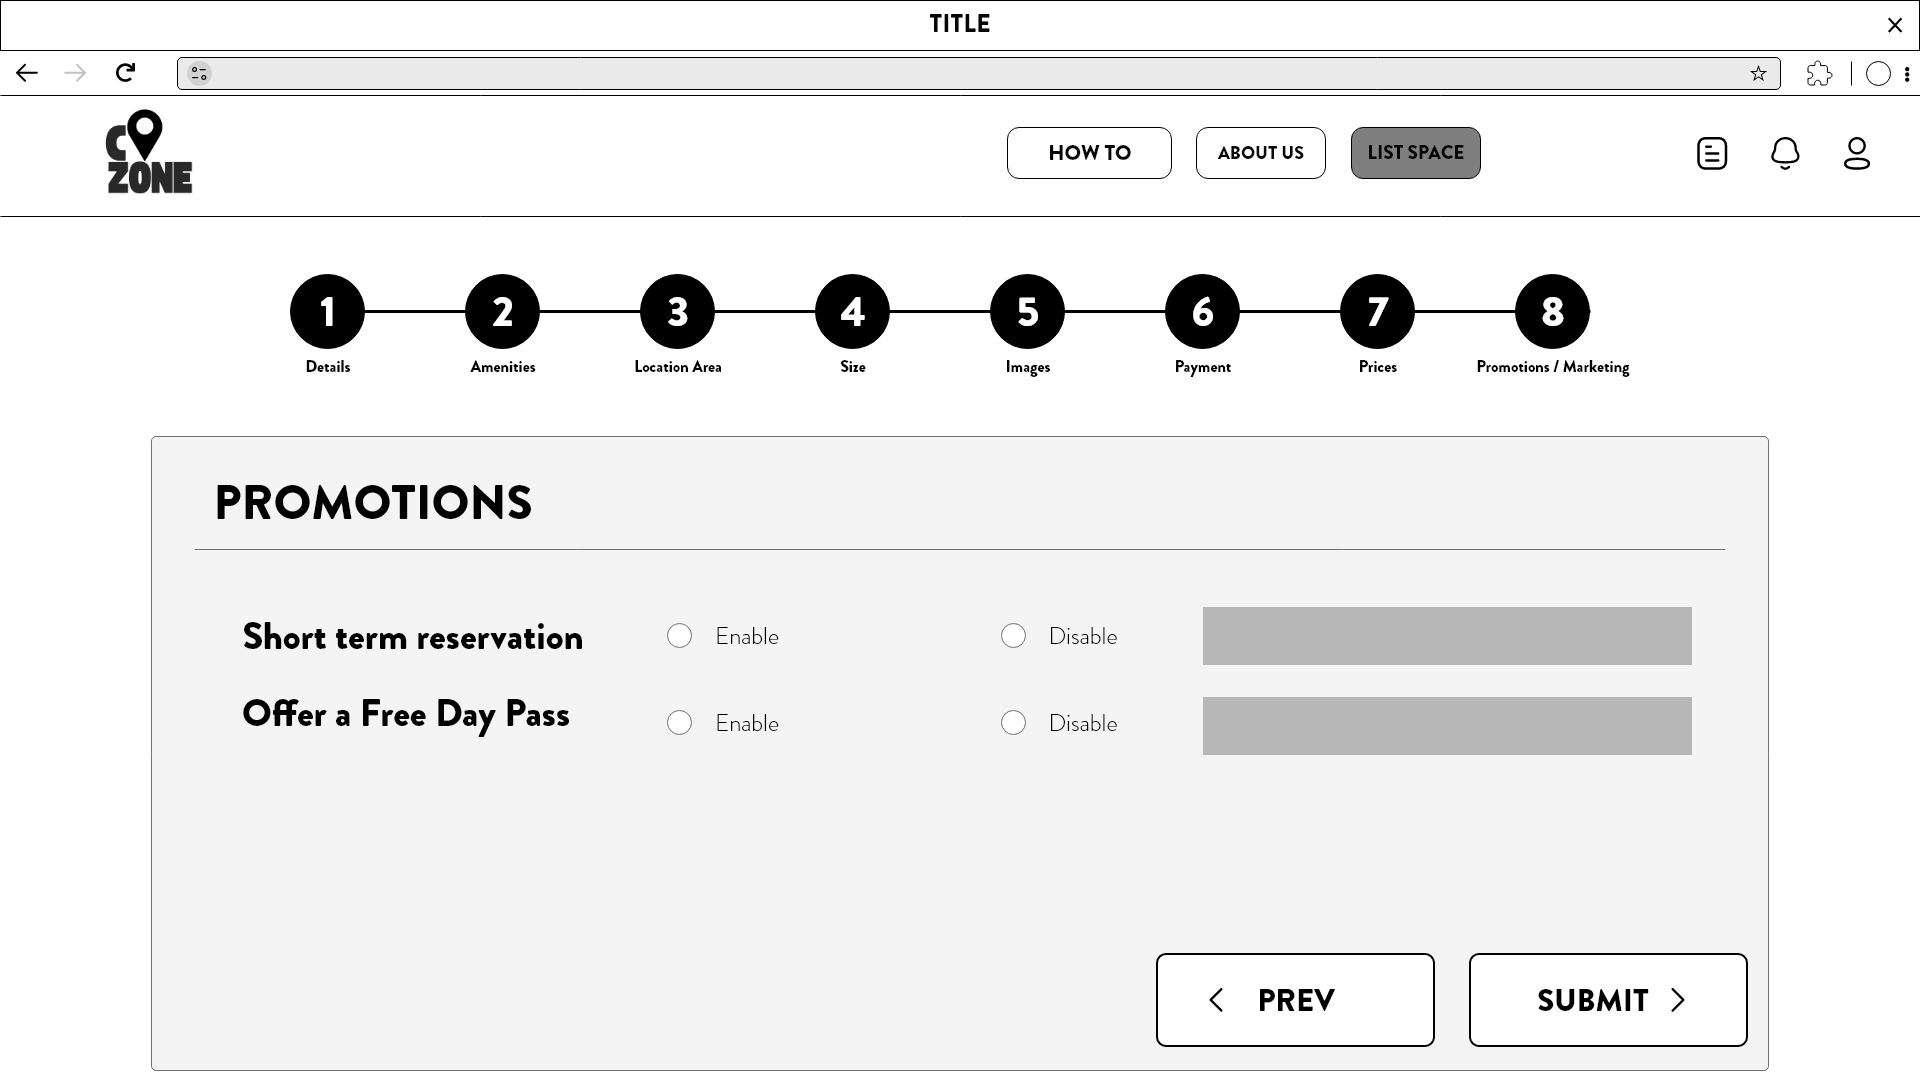 TITLE
C ZONE
HOW TO
ABOUT US
LIST SPACE
1 2 3 4 5 6 7 8
Details Amenities Location Area Size Images Payment Prices Promotions / Marketing
PROMOTIONS
Short term reservation Enable Disable
Offer a Free Day Pass Enable Disable
PREV SUBMIT